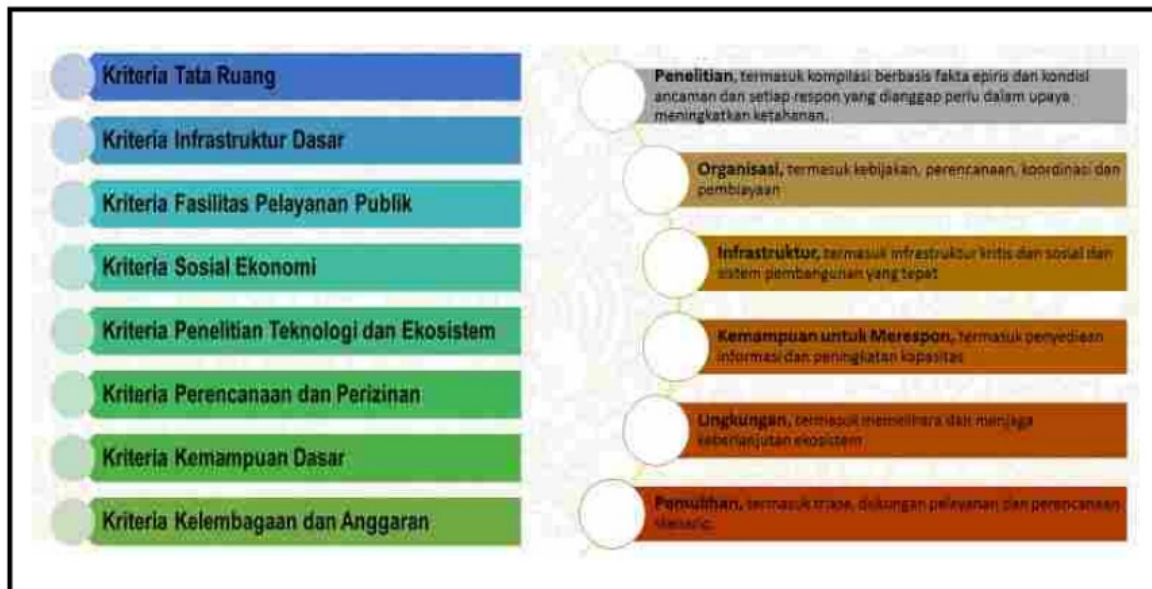 Kriteria Tata Ruang
Kriteria Infrastruktur Dasar
Kriteria Fasilitas Pelayanan Publik
Kriteria Sosial Ekonomi
Kriteria Penelitian Teknologi dan Ekosistem
Kriteria Perencanaan dan Perizinan
Kriteria Kemampuan Dasar
Kriteria Kelembagaan dan Anggaran
Penelitian, termasuk kompilasi berbasis fakta epiris dan kondisi
ancaman dan setiap respon yang dianggap perlu dalam upaya
meningkatkan ketahanan.
Organisasi, termasuk kebijakan, perencanaan, koordinasi dan
pembiayaan
Infrastruktur, termasuk infrastruktur kritis dan sosial dan
sistem pembangunan yang tepat
Kemampuan untuk Merespon, termasuk penyediaan
informasi dan peningkatan kapasitas
Lingkungan, termasuk memelihara dan menjaga
keberlanjutan ekosistem
Pemulihan, termasuk dukungan pelayanan dan perencanaan